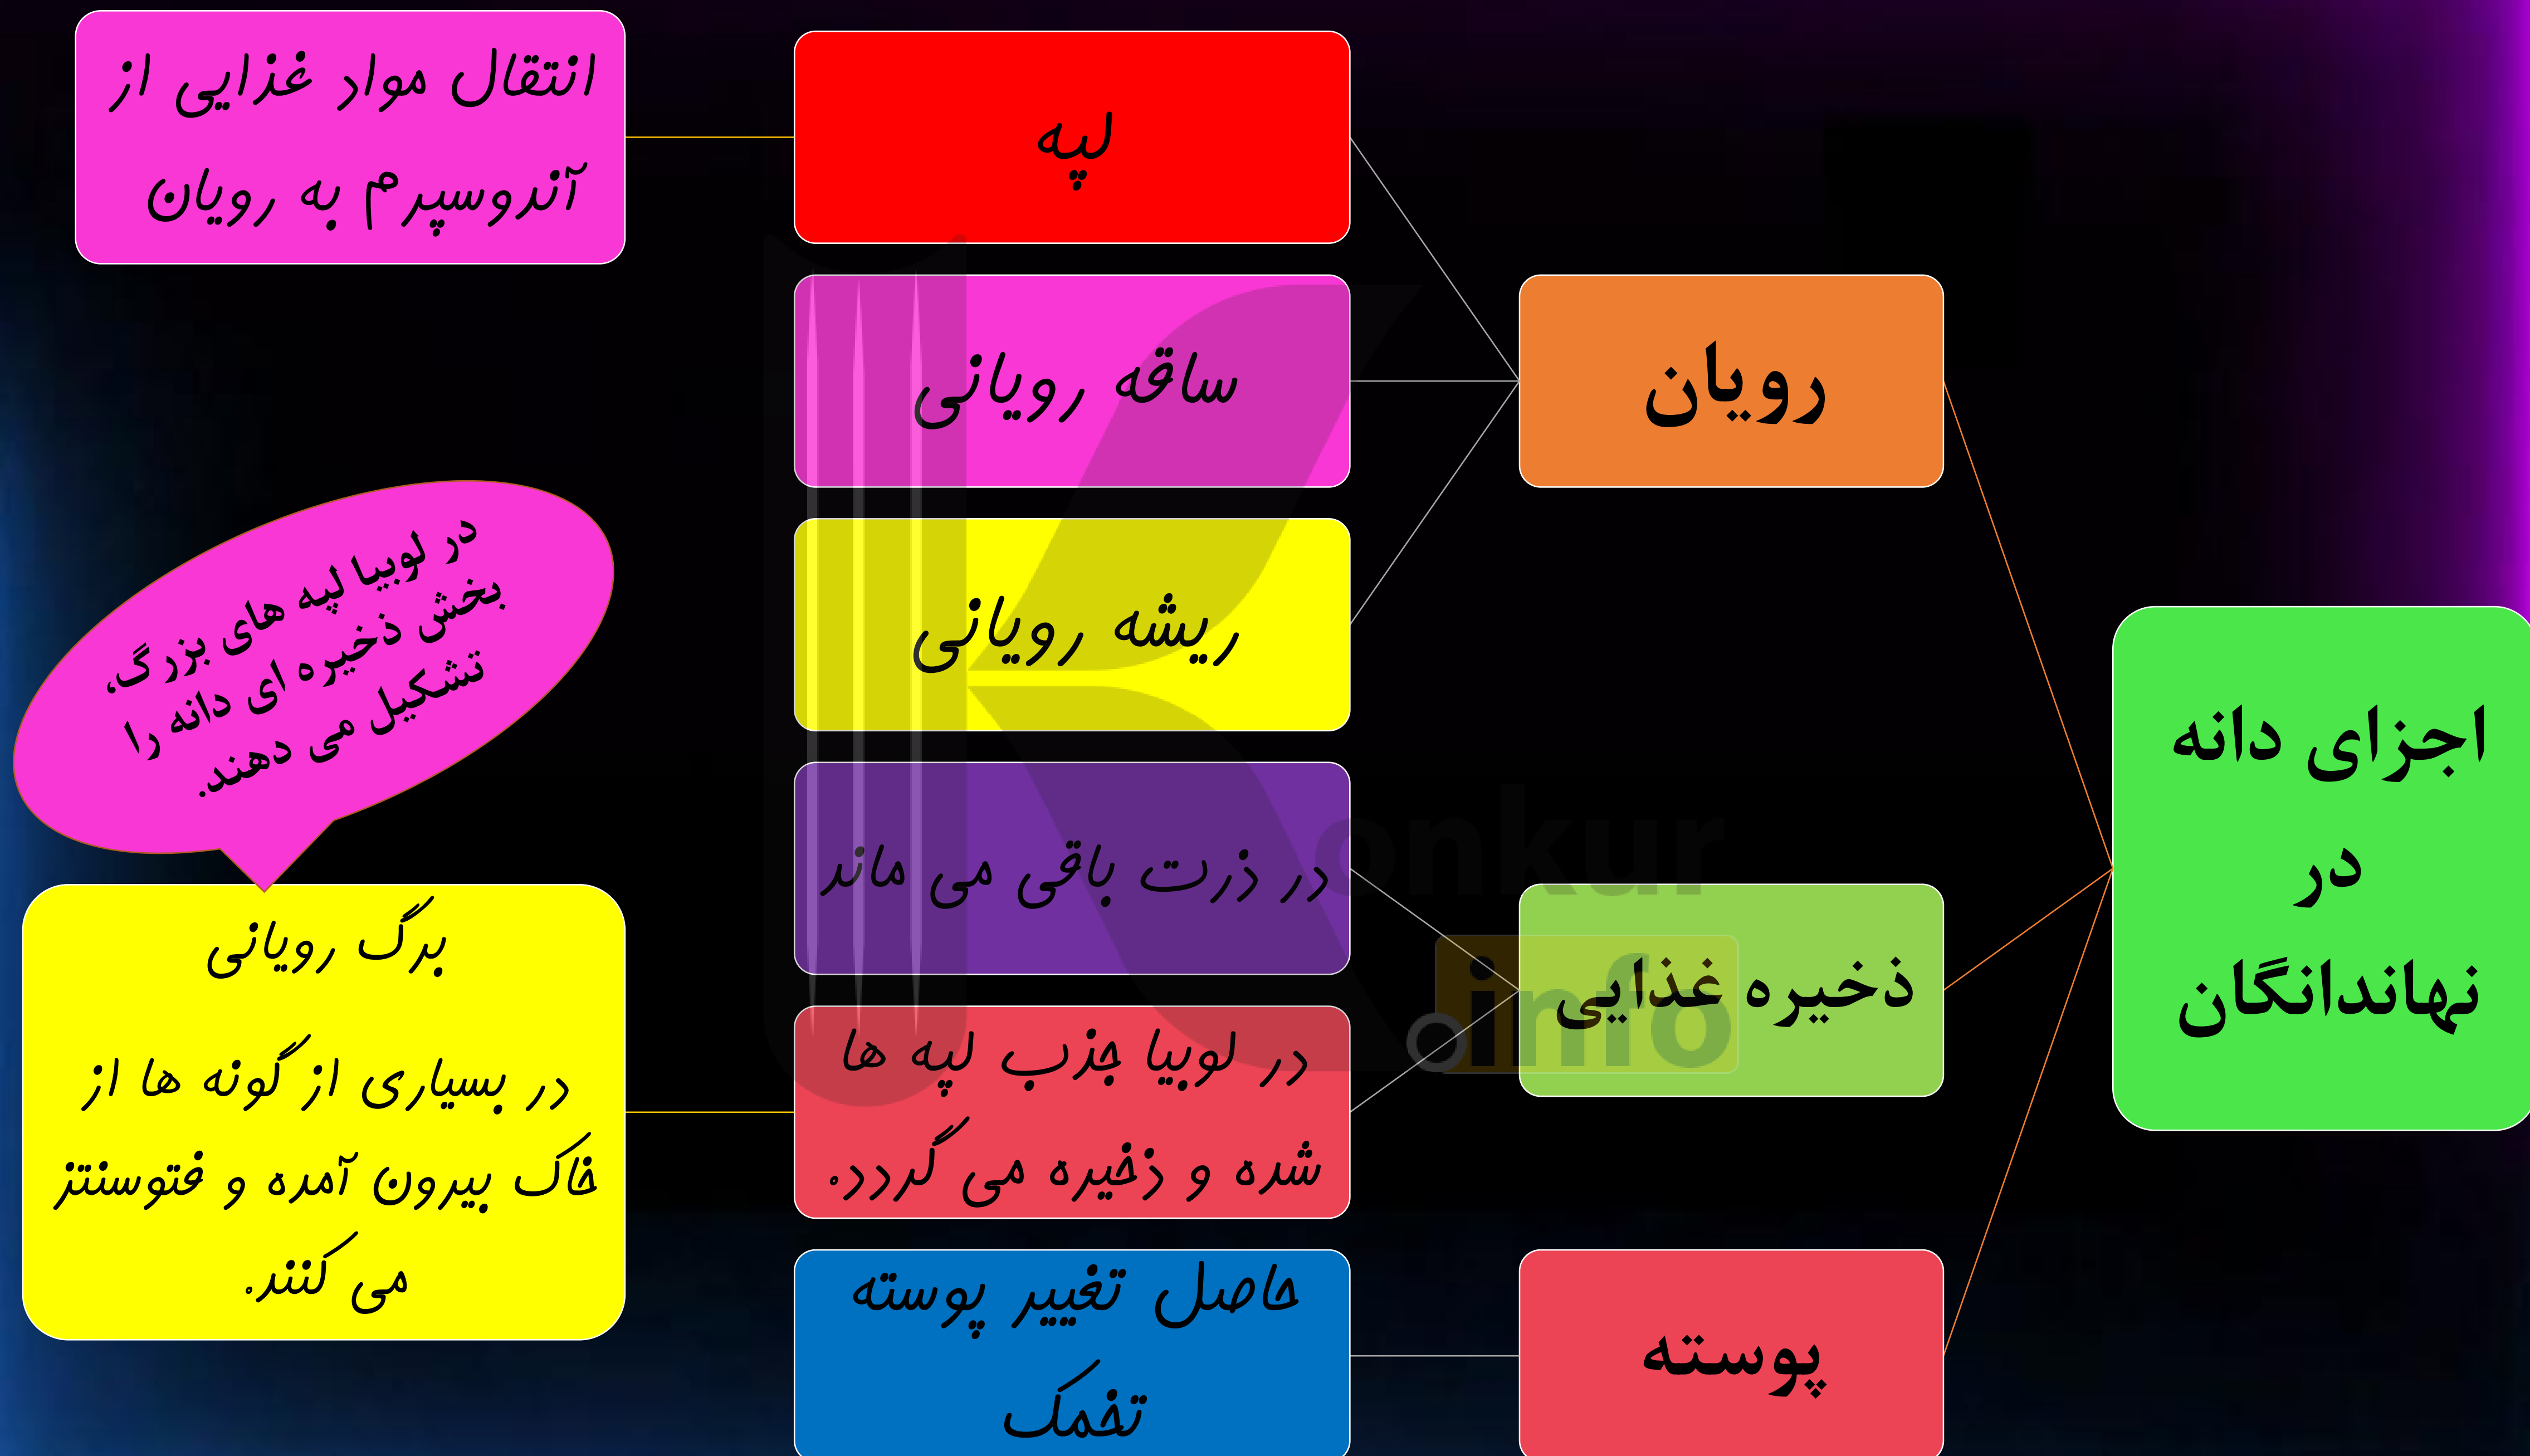 اجزای دانه
در
نهاندانگان
رویان
لپه
انتقال مواد غذایی از
آندوسپرم به رویان
ساقه رویانی
ریشه رویانی
ذخیره غذایی
در ذرت باقی می ماند
در لوبیا جذب لپه ها
شده و ذخیره می گردد.
در لوبیا لپه های بزرگ،
بخش ذخیره ای دانه را
تشکیل می دهند.
برگ رویانی
در بسیاری از گونه ها از
خاک بیرون آمده و فتوسنتز
می کنند.
پوسته
حاصل تغییر پوسته
تخمک
Konkur
.info